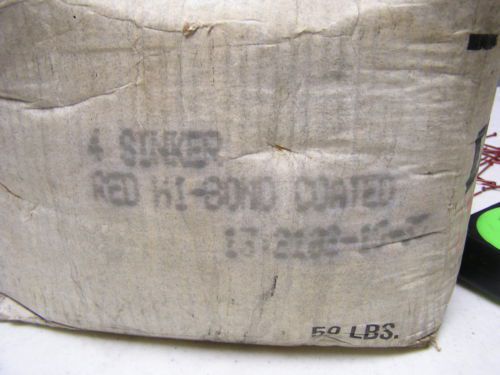 4 SINKER
RED HI-BOND COATED
50 LBS.